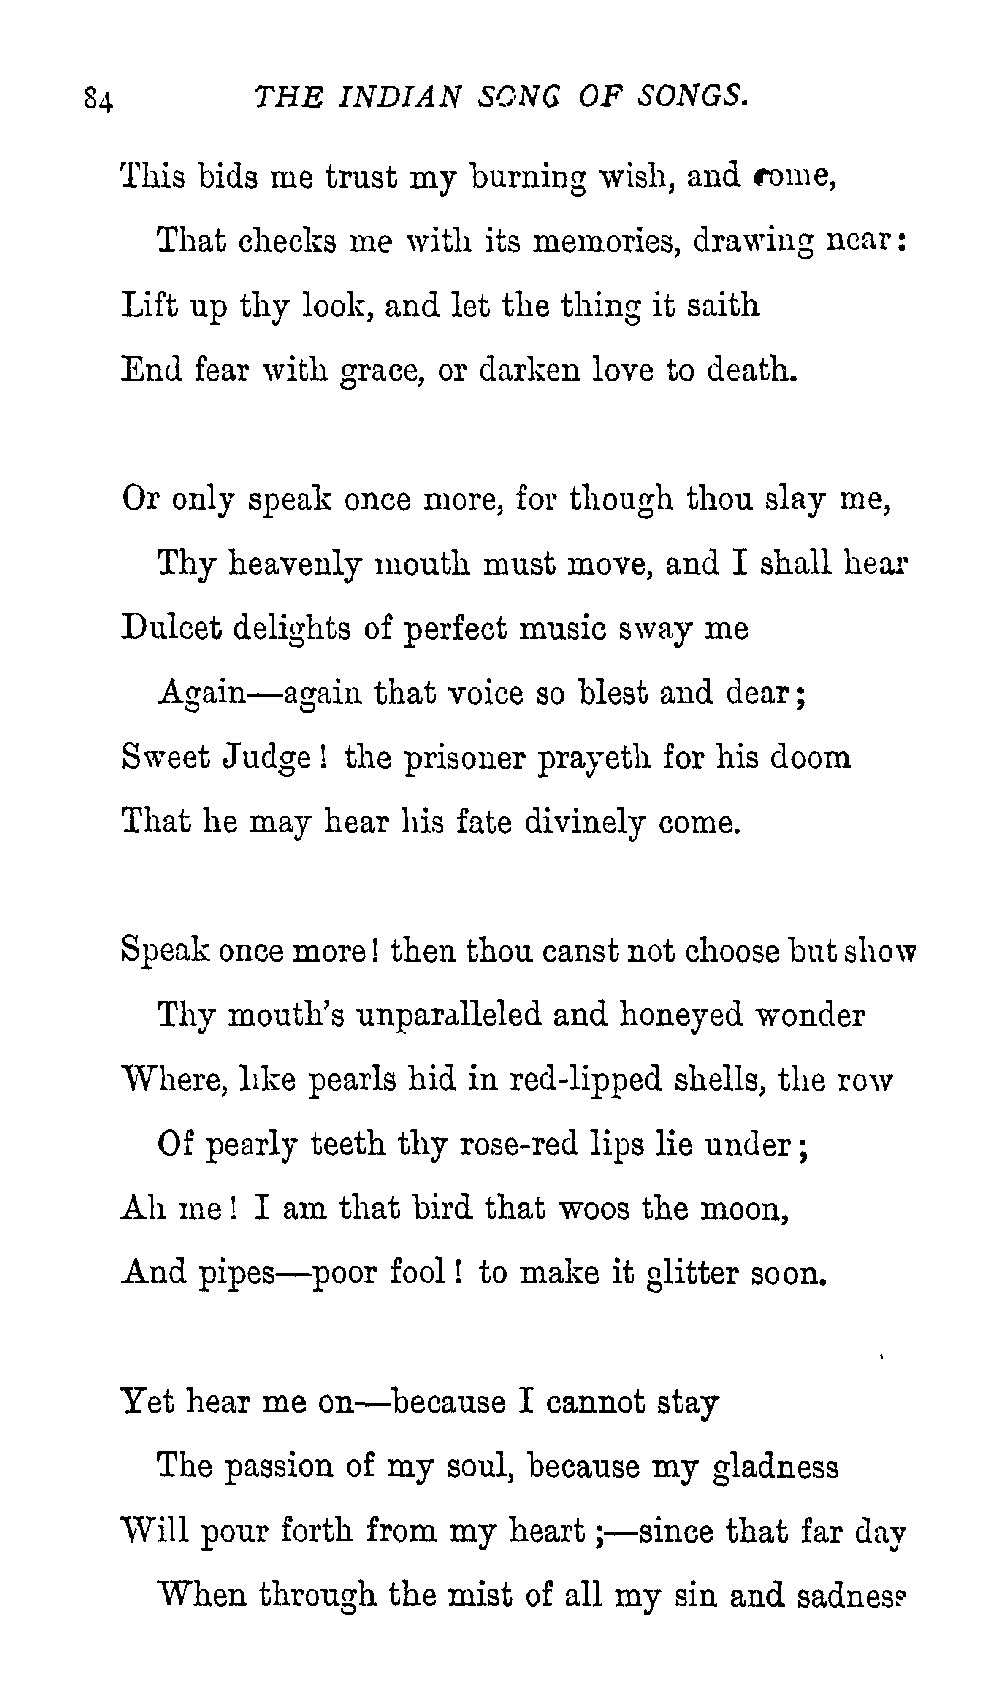 84 THE INDIAN SONG OF SONGS.
This bids me trust my burning wish, and come,
That checks me with its memories, drawing near:
Lift up thy look, and let the thing it saith
End fear with grace, or darken love to death.
Or only speak once more, for though thou slay me,
Thy heavenly mouth must move, and I shall hear
Dulcet delights of perfect music sway me
Again—again that voice so blest and dear;
Sweet Judge! the prisoner prayeth for his doom
That he may hear his fate divinely come.
Speak once more! then thou canst not choose but show
Thy mouth's unparalleled and honeyed wonder
Where, like pearls hid in red-lipped shells, the row
Of pearly teeth thy rose-red lips lie under;
Ah me! I am that bird that woos the moon,
And pipes—poor fool! to make it glitter soon.
Yet hear me on—because I cannot stay
The passion of my soul, because my gladness
Will pour forth from my heart;—since that far day
When through the mist of all my sin and sadness